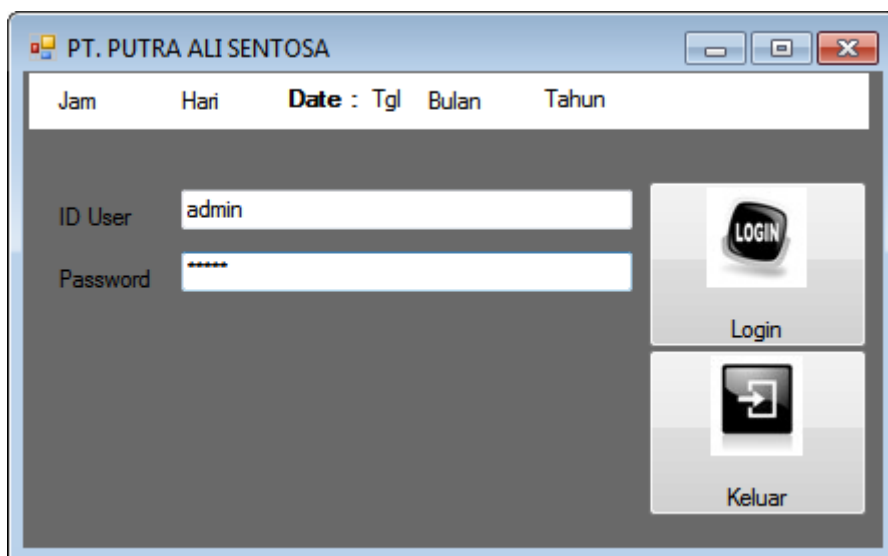 PT. PUTRA ALI SENTOSA
Jam Hari Date : Tgl Bulan Tahun
ID User admin
LOGIN
Password *****
Login
Keluar